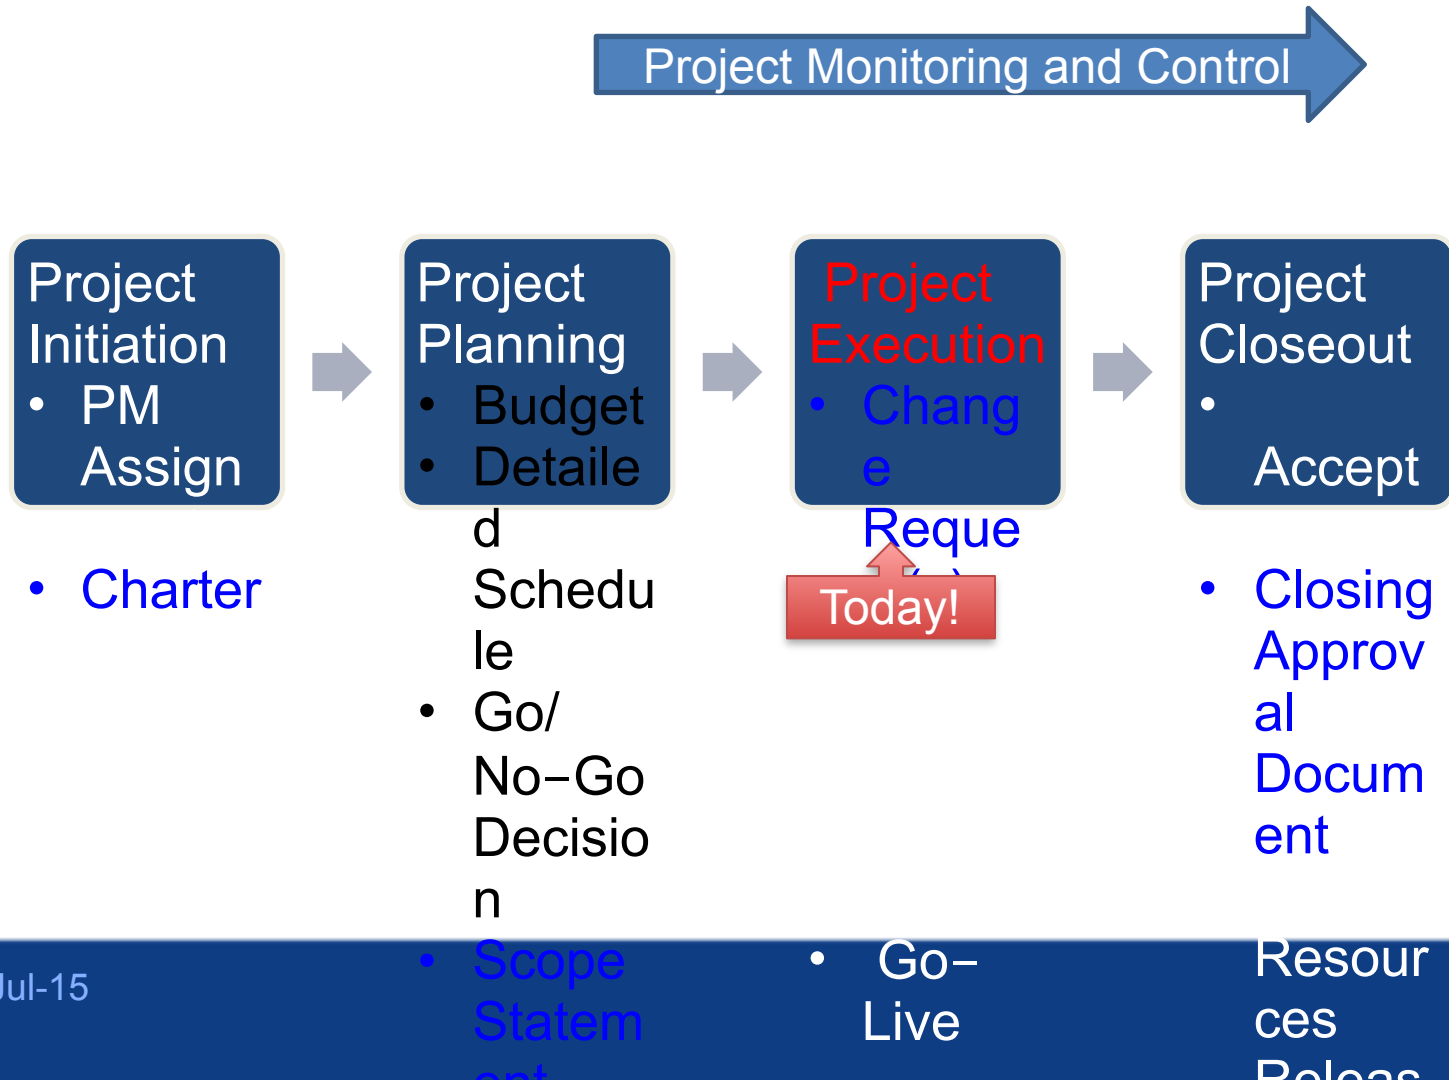 Project Monitoring and Control
Project
Initiation
• PM
Assign
• Charter
Project
Planning
• Budget
• Detaile
d
Schedu
le
• Go/
No–Go
Decisio
n
• Scope
Statem
ent
Project
Execution
• Chang
e
Reque
Today!
• Go–
Live
Project
Closeout
•
Accept
• Closing
Approv
al
Docum
ent
Resour
ces
Releas
Jul-15